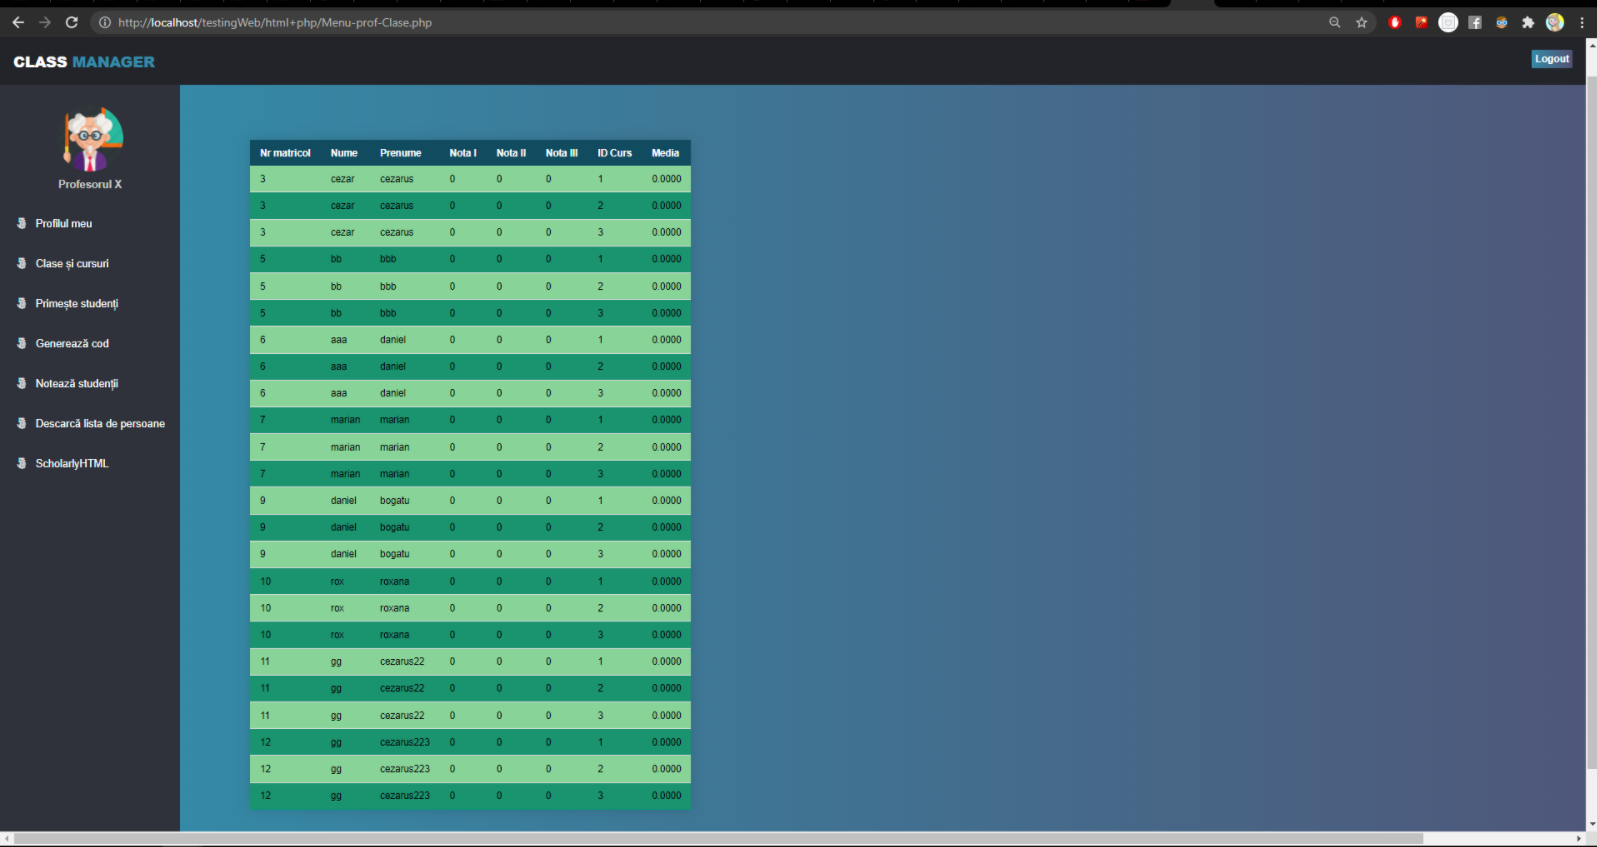 http://localhost/testingWeb/html+php/Menu-prof-Clase.php
CLASS MANAGER
Logout
Profesorul X
Profilul meu
Clase și cursuri
Primește studenți
Generează cod
Notează studenții
Descarcă lista de persoane
ScholarlyHTML
Nr matricol Nume Prenume Nota I Nota II Nota III ID Curs Media
3 cezar cezarus 0 0 0 1 0.0000
3 cezar cezarus 0 0 0 2 0.0000
3 cezar cezarus 0 0 0 3 0.0000
5 bb bbb 0 0 0 1 0.0000
5 bb bbb 0 0 0 2 0.0000
5 bb bbb 0 0 0 3 0.0000
6 aaa daniel 0 0 0 1 0.0000
6 aaa daniel 0 0 0 2 0.0000
6 aaa daniel 0 0 0 3 0.0000
7 marian marian 0 0 0 1 0.0000
7 marian marian 0 0 0 2 0.0000
7 marian marian 0 0 0 3 0.0000
9 daniel bogatu 0 0 0 1 0.0000
9 daniel bogatu 0 0 0 2 0.0000
9 daniel bogatu 0 0 0 3 0.0000
10 rox roxana 0 0 0 1 0.0000
10 rox roxana 0 0 0 2 0.0000
10 rox roxana 0 0 0 3 0.0000
11 gg cezarus22 0 0 0 1 0.0000
11 gg cezarus22 0 0 0 2 0.0000
11 gg cezarus22 0 0 0 3 0.0000
12 gg cezarus223 0 0 0 1 0.0000
12 gg cezarus223 0 0 0 2 0.0000
12 gg cezarus223 0 0 0 3 0.0000